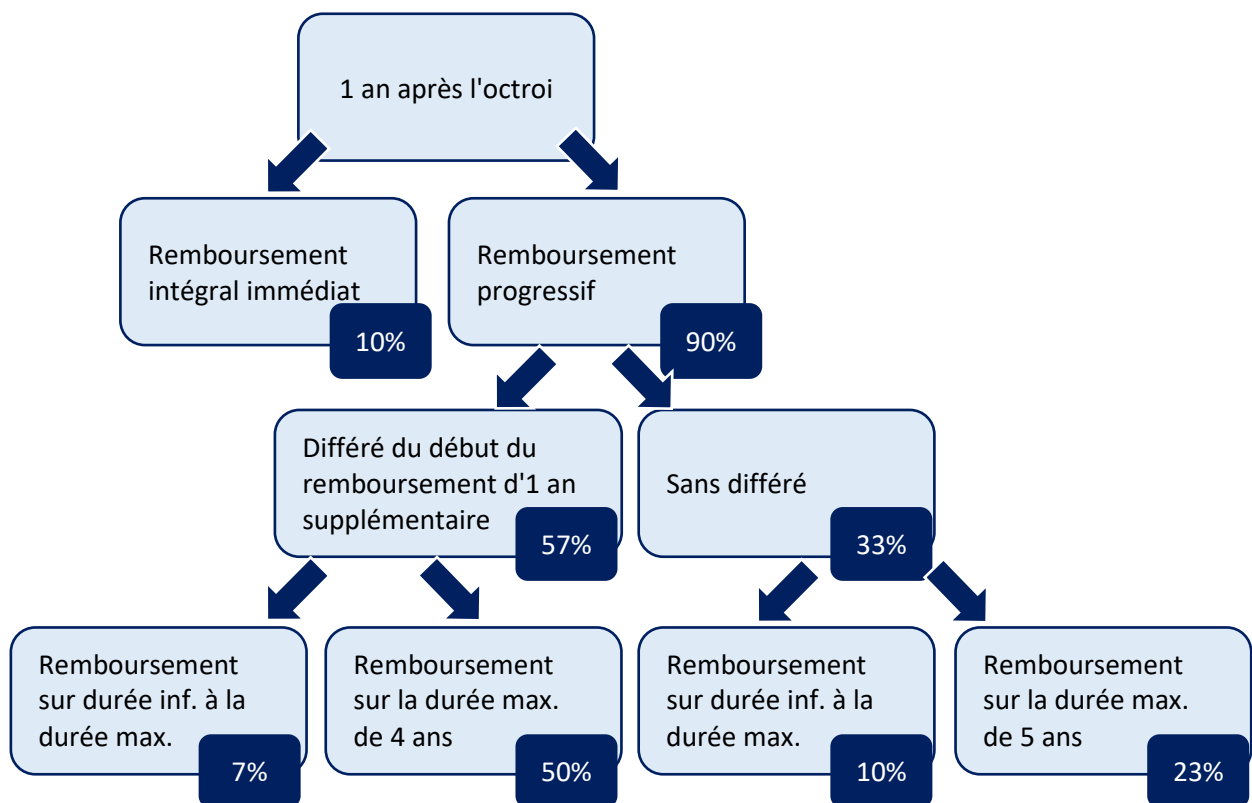 1 an après l'octroi
Remboursement
intégral immédiat
10%
Remboursement
progressif
90%
Différé du début du
remboursement d'1 an
supplémentaire
57%
Sans différé
33%
Remboursement
sur durée inf. à la
durée max.
7%
Remboursement
sur la durée max.
de 4 ans
50%
Remboursement
sur durée inf. à la
durée max.
10%
Remboursement
sur la durée max.
de 5 ans
23%